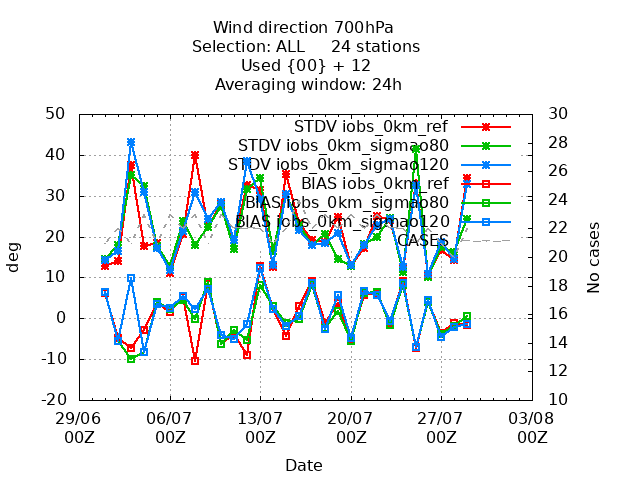 Wind direction 700hPa
Selection: ALL 24 stations
Used {00} + 12
Averaging window: 24h
50 30
STDV iobs_0km_ref
28
40 STDV iobs_0km_sigmao80
STDV iobs_0km_sigmao120 26
30 BIAS iobs_0km_ref
24
BIAS iobs_0km_sigmao80
20 BIAS iobs_0km_sigmao120 22
CASES
deg No cases
20
10
18
0 16
-10 14
12
-20 10
29/06 06/07 13/07 20/07 27/07 03/08
00Z 00Z 00Z 00Z 00Z 00Z
Date